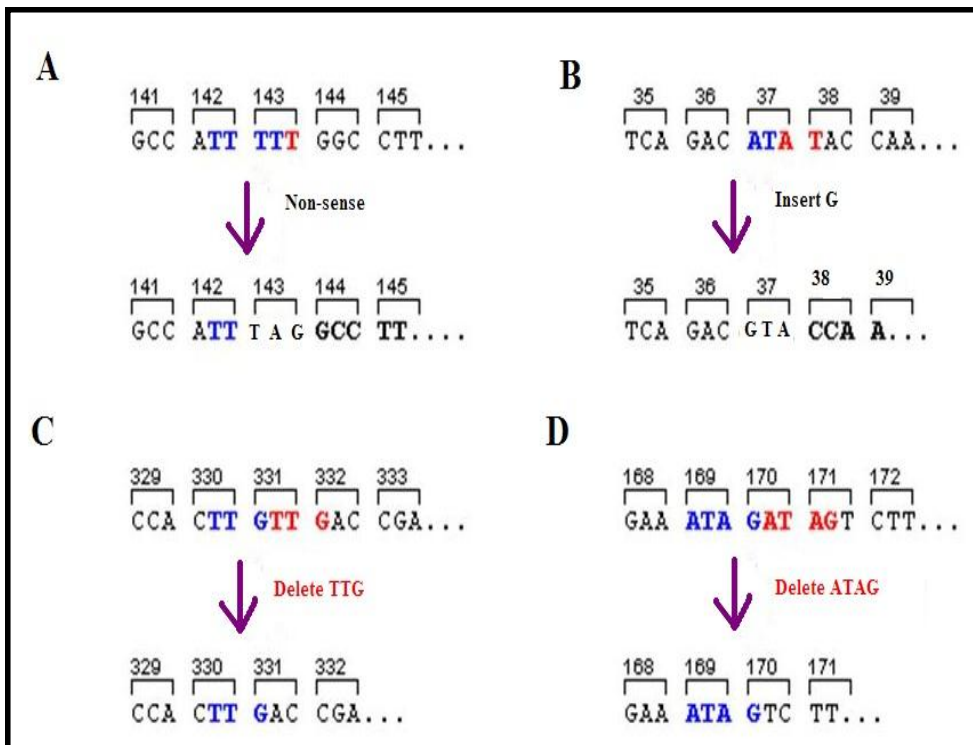 A
141 142 143 144 145
GCC ATT TTT GGC CTT...
Non-sense
141 142 143 144 145
GCC ATT T A G GCC TT....
B
35 36 37 38 39
TCA GAC ATA TAC CAA...
Insert G
35 36 37 38 39
TCA GAC G T A CCA A...
C
329 330 331 332 333
CCA CTT GTT GAC CGA...
Delete TTG
329 330 331 332
CCA CTT GAC CGA...
D
168 169 170 171 172
GAA ATA GAT AGT CTT...
Delete ATAG
168 169 170 171
GAA ATA GTC TT...